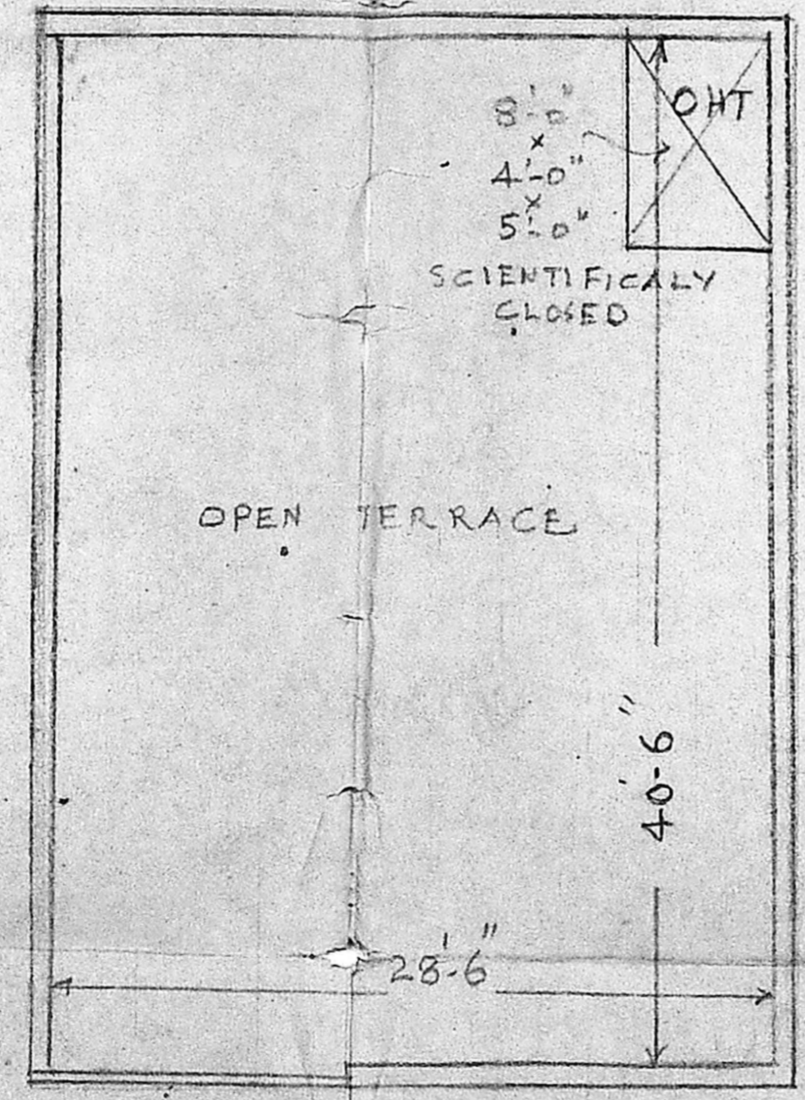 OHT
8'-0"
x
4'-0"
x
5'-0"
SCIENTIFICALY
CLOSED
OPEN TERRACE
40'-6"
28'-6"